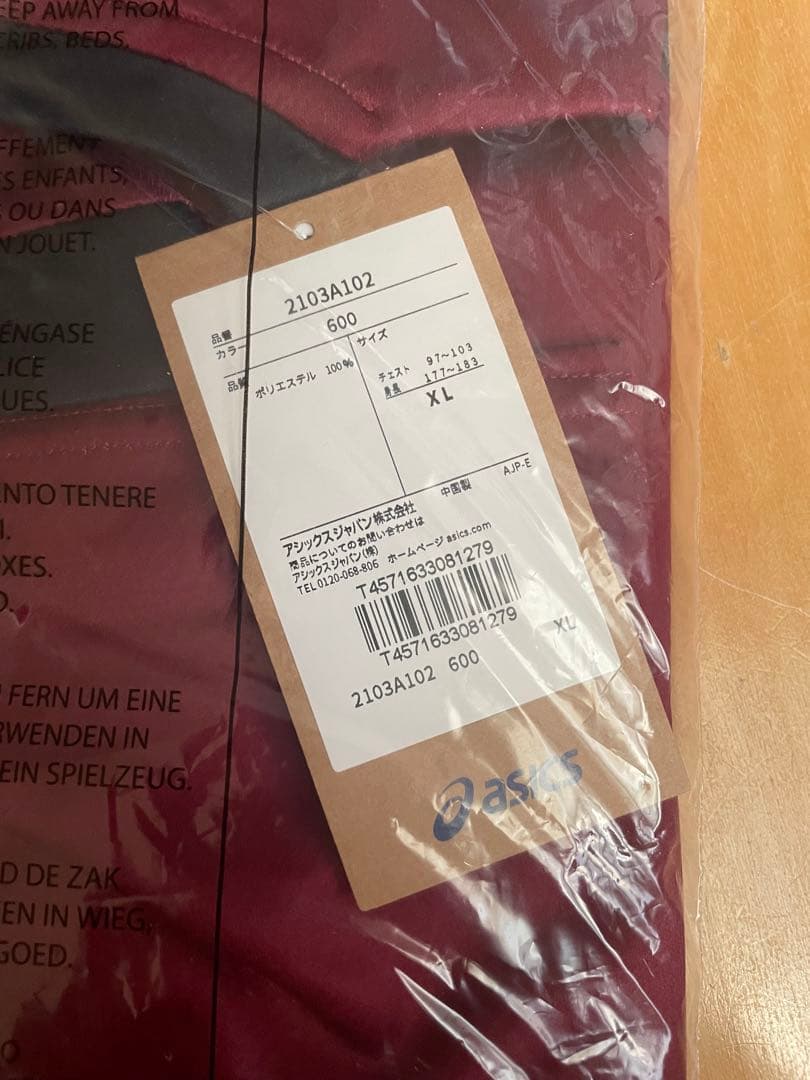 EEP AWAY FROM
CRIBS, BEDS,
FFEMENT
S ENFANTS,
S OU DANS
N JOUET.
ÉNGASE
LICE
UES.
NTO TENERE
I.
XES.
O.
FERN UM EINE
RWENDEN IN
EIN SPIELZEUG.
D DE ZAK
EN IN WIEG,
GOED.
品番 2103A102
カラー 600
品質 ポリエステル 100%
サイズ
チェスト 97~103
身長 177~183
XL
中国製 AJP-E
アシックスジャパン株式会社
商品についてのお問い合わせは
アシックスジャパン(株)
TEL 0120-068-806 ホームページ asics.com
T4571633081279
T4571633081279
2103A102 600 XL
asics